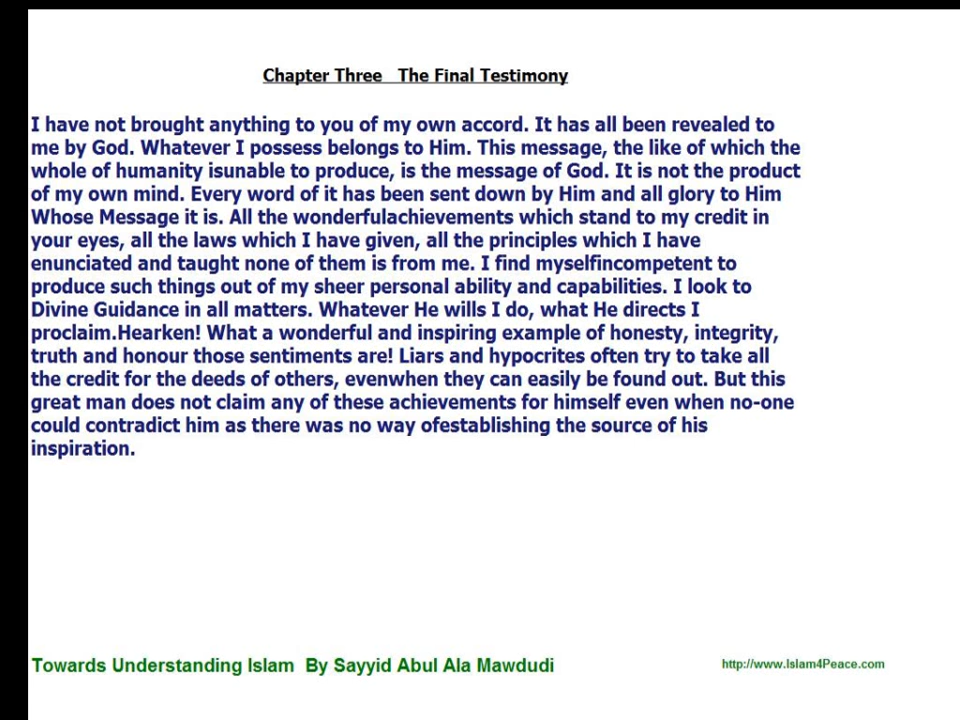 Chapter Three   The Final Testimony
I have not brought anything to you of my own accord. It has all been revealed to
me by God. Whatever I possess belongs to Him. This message, the like of which the
whole of humanity isunable to produce, is the message of God. It is not the product
of my own mind. Every word of it has been sent down by Him and all glory to Him
Whose Message it is. All the wonderfulachievements which stand to my credit in
your eyes, all the laws which I have given, all the principles which I have
enunciated and taught none of them is from me. I find myselfincompetent to
produce such things out of my sheer personal ability and capabilities. I look to
Divine Guidance in all matters. Whatever He wills I do, what He directs I
proclaim.Hearken! What a wonderful and inspiring example of honesty, integrity,
truth and honour those sentiments are! Liars and hypocrites often try to take all
the credit for the deeds of others, evenwhen they can easily be found out. But this
great man does not claim any of these achievements for himself even when no-one
could contradict him as there was no way ofestablishing the source of his
inspiration.
Towards Understanding Islam  By Sayyid Abul Ala Mawdudi
http://www.Islam4Peace.com